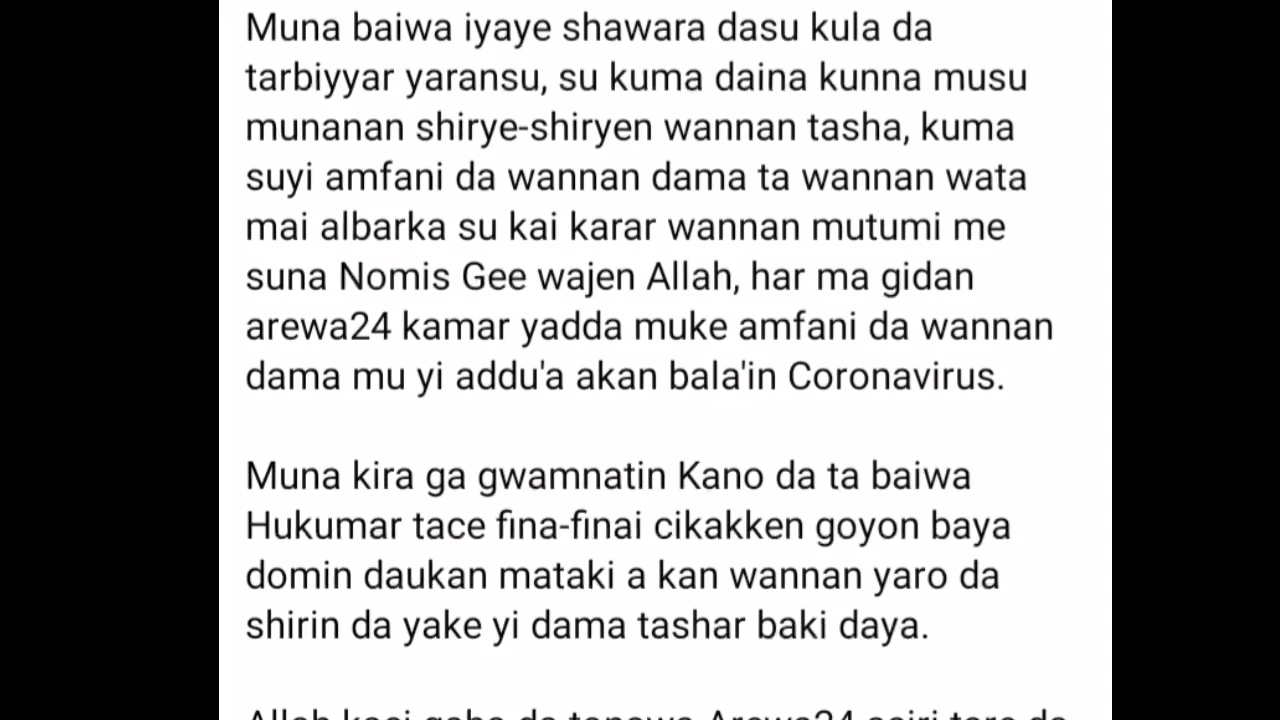 Muna baiwa iyaye shawara dasu kula da
tarbiyyar yaransu, su kuma daina kunna musu
munanan shirye-shiryen wannan tasha, kuma
suyi amfani da wannan dama ta wannan wata
mai albarka su kai karar wannan mutumi me
suna Nomis Gee wajen Allah, har ma gidan
arewa24 kamar yadda muke amfani da wannan
dama mu yi addu'a akan bala'in Coronavirus.
Muna kira ga gwamnatin Kano da ta baiwa
Hukumar tace fina-finai cikakken goyon baya
domin daukan mataki a kan wannan yaro da
shirin da yake yi dama tashar baki daya.